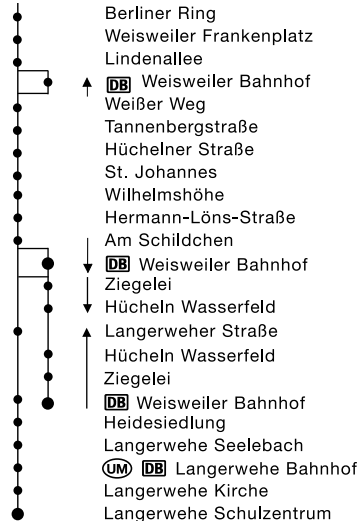 Berliner Ring
Weisweiler Frankenplatz
Lindenallee
DB Weisweiler Bahnhof
Weißer Weg
Tannenbergstraße
Hüchelner Straße
St. Johannes
Wilhelmshöhe
Hermann-Löns-Straße
Am Schildchen
DB Weisweiler Bahnhof
Ziegelei
Hücheln Wasserfeld
Langerweher Straße
Hücheln Wasserfeld
Ziegelei
DB Weisweiler Bahnhof
Heidesiedlung
Langerwehe Seelebach
UM DB Langerwehe Bahnhof
Langerwehe Kirche
Langerwehe Schulzentrum